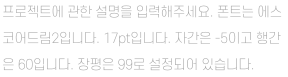 프로젝트에 관한 설명을 입력해주세요. 폰트는 에스
코어드림2입니다. 17pt입니다. 자간은 -5이고 행간
은 60입니다. 장평은 99로 설정되어 있습니다.